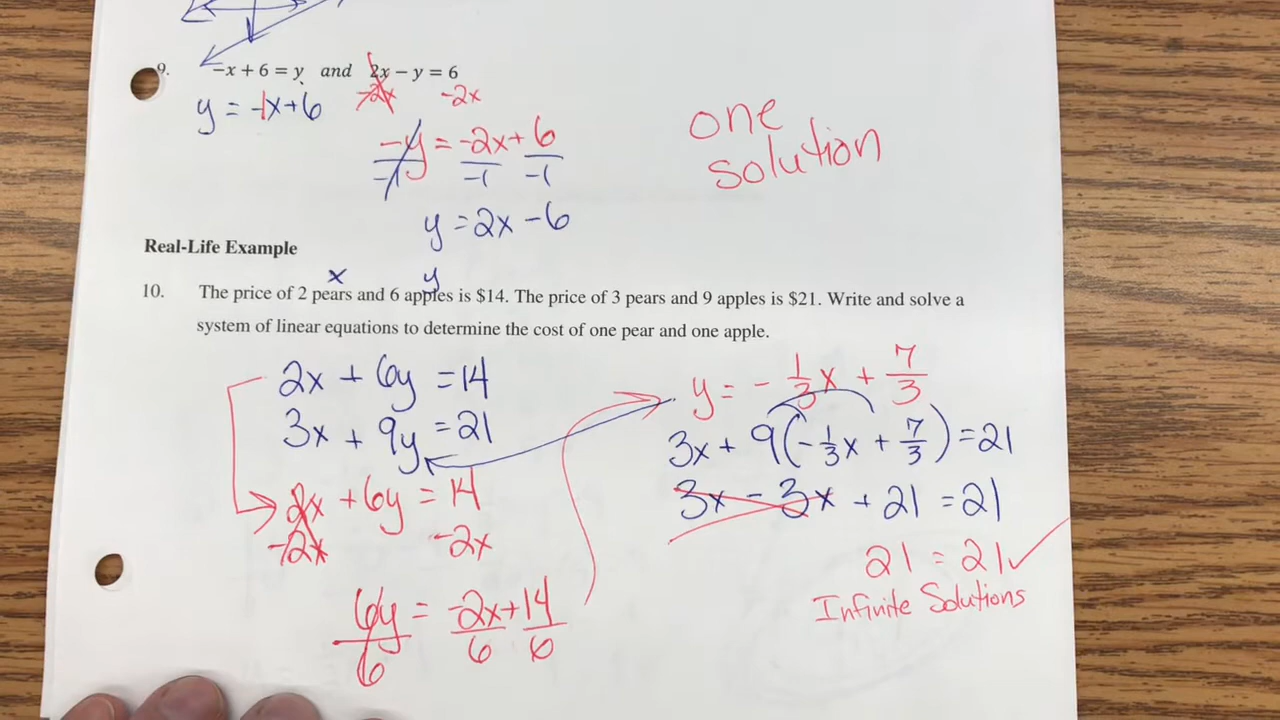 9. -x + 6 = y and 2x − y = 6
y = -1x+6
-2x -2x
-y = -2x + 6
-1 -1 -1
y = 2x - 6
one
solution
Real-Life Example
x y
10. The price of 2 pears and 6 apples is $14. The price of 3 pears and 9 apples is $21. Write and solve a
system of linear equations to determine the cost of one pear and one apple.
2x + 6y = 14
3x + 9y = 21
2x + 6y = 14
-2x -2x
6y = -2x + 14
6 6 6
y = - 1/3 x + 7/3
3x + 9(-1/3 x + 7/3) = 21
3x - 3x + 21 = 21
21 = 21 ✓
Infinite Solutions